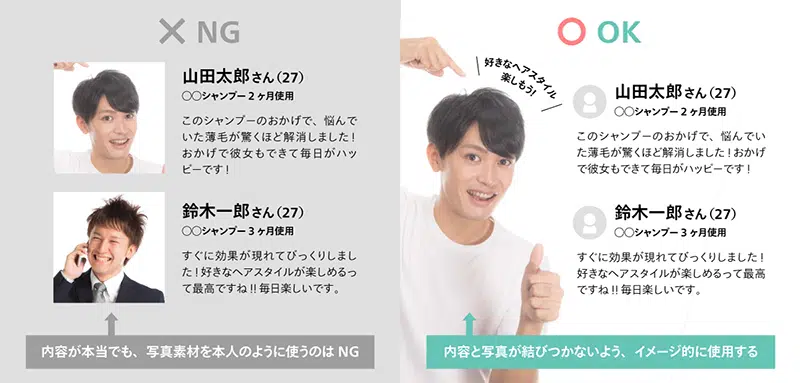 NG
山田太郎さん（27）
○○シャンプー 2 ヶ月使用
このシャンプーのおかげで、悩んで
いた薄毛が驚くほど解消しました！
おかげで彼女もできて毎日がハッ
ピーです！
鈴木一郎さん（27）
○○シャンプー 3 ヶ月使用
すぐに効果が現れてびっくりしまし
た！好きなヘアスタイルが楽しめるっ
て最高ですね!!毎日楽しいです。
内容が本当でも、写真素材を本人のように使うのは NG
OK
好きなヘアスタイル
楽しもう！
山田太郎さん（27）
○○シャンプー 2 ヶ月使用
このシャンプーのおかげで、悩んでい
た薄毛が驚くほど解消しました！おかげ
で彼女もできて毎日がハッピーです！
鈴木一郎さん（27）
○○シャンプー 3 ヶ月使用
すぐに効果が現れてびっくりしました！
好きなヘアスタイルが楽しめるって最高
ですね!!毎日楽しいです。
内容と写真が結びつかないよう、イメージ的に使用する